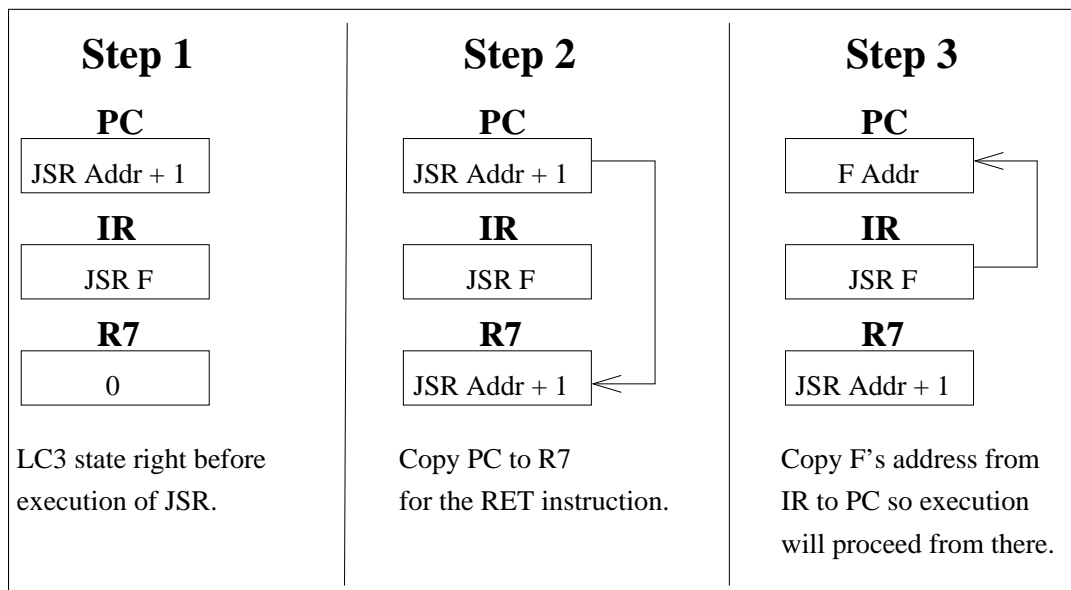 Step 1
PC
JSR Addr + 1
IR
JSR F
R7
0
LC3 state right before
execution of JSR.
Step 2
PC
JSR Addr + 1
IR
JSR F
R7
JSR Addr + 1
Copy PC to R7
for the RET instruction.
Step 3
PC
F Addr
IR
JSR F
R7
JSR Addr + 1
Copy F's address from
IR to PC so execution
will proceed from there.